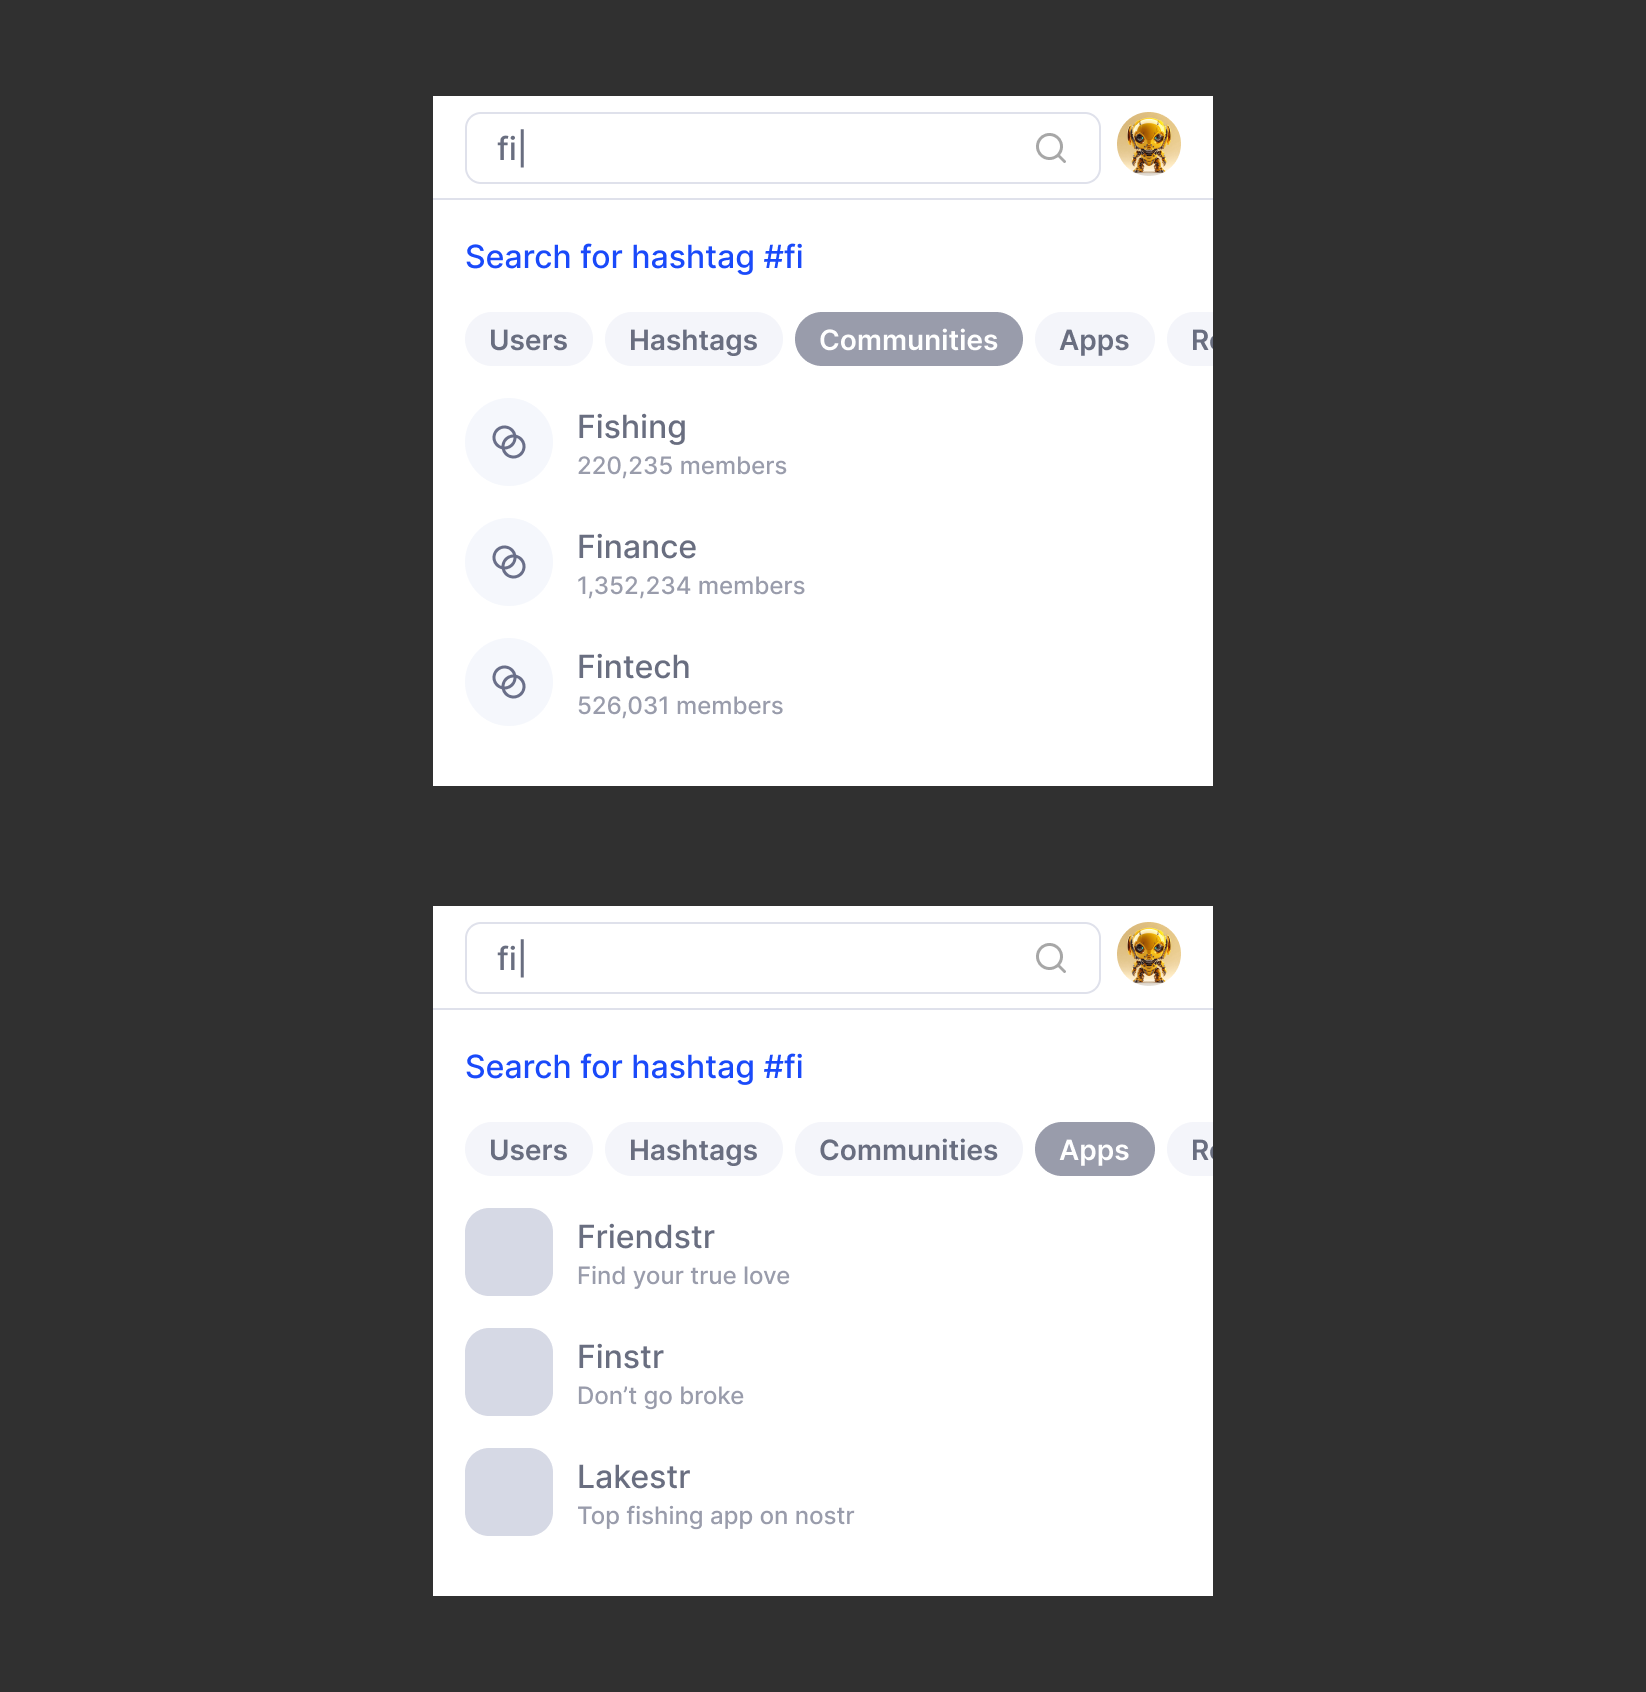 fi
Search for hashtag #fi
Users Hashtags Communities Apps
Fishing
220,235 members
Finance
1,352,234 members
Fintech
526,031 members
fi
Search for hashtag #fi
Users Hashtags Communities Apps
Friendstr
Find your true love
Finstr
Don’t go broke
Lakestr
Top fishing app on nostr